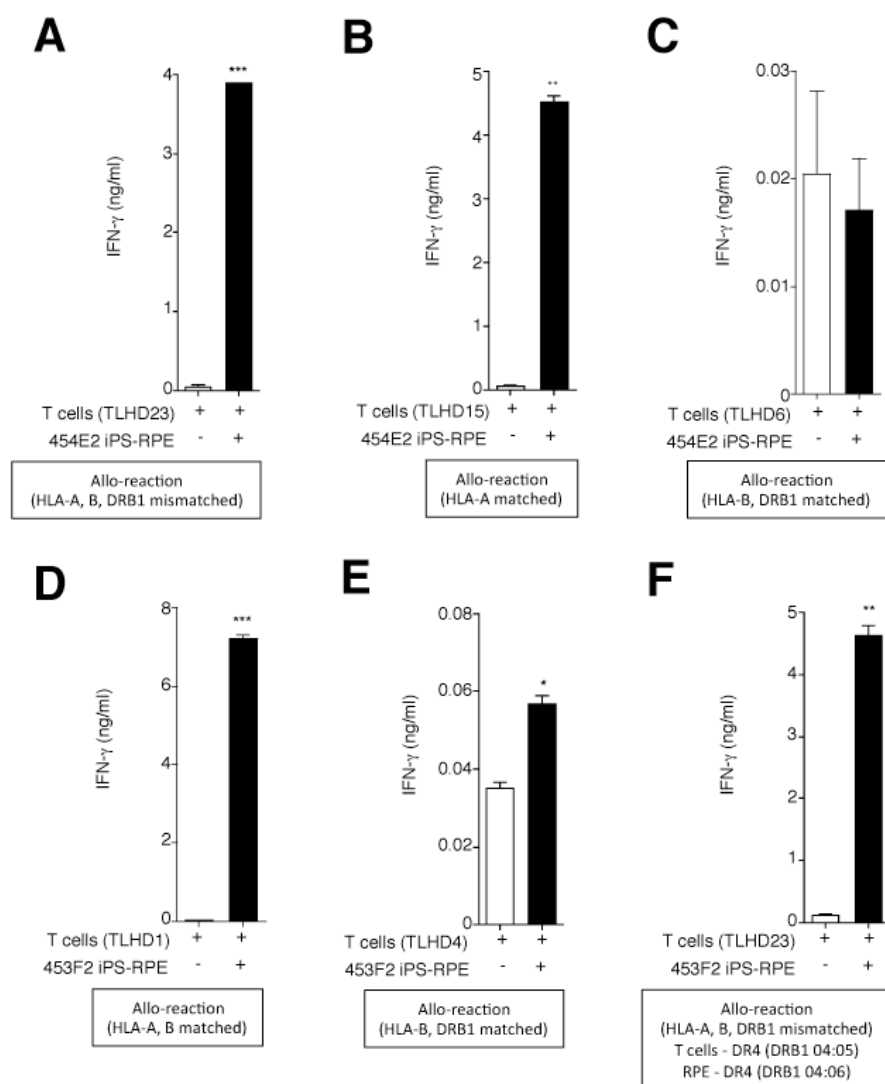 A
IFN-γ (ng/ml)
4
3
2
1
0
***
T cells (TLHD23) + +
454E2 iPS-RPE - +
Allo-reaction
(HLA-A, B, DRB1 mismatched)
B
IFN-γ (ng/ml)
5
4
3
2
1
0
**
T cells (TLHD15) + +
454E2 iPS-RPE - +
Allo-reaction
(HLA-A matched)
C
IFN-γ (ng/ml)
0.03
0.02
0.01
0
T cells (TLHD6) + +
454E2 iPS-RPE - +
Allo-reaction
(HLA-B, DRB1 matched)
D
IFN-γ (ng/ml)
8
6
4
2
0
***
T cells (TLHD1) + +
453F2 iPS-RPE - +
Allo-reaction
(HLA-A, B matched)
E
IFN-γ (ng/ml)
0.08
0.06
0.04
0.02
0
*
T cells (TLHD4) + +
453F2 iPS-RPE - +
Allo-reaction
(HLA-B, DRB1 matched)
F
IFN-γ (ng/ml)
5
4
3
2
1
0
**
T cells (TLHD23) + +
453F2 iPS-RPE - +
Allo-reaction
(HLA-A, B, DRB1 mismatched)
T cells - DR4 (DRB1 04:05)
RPE - DR4 (DRB1 04:06)